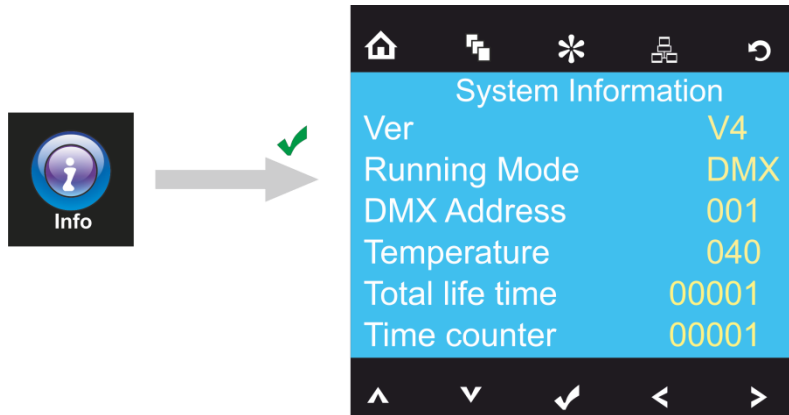 Info
System Information
Ver V4
Running Mode DMX
DMX Address 001
Temperature 040
Total life time 00001
Time counter 00001